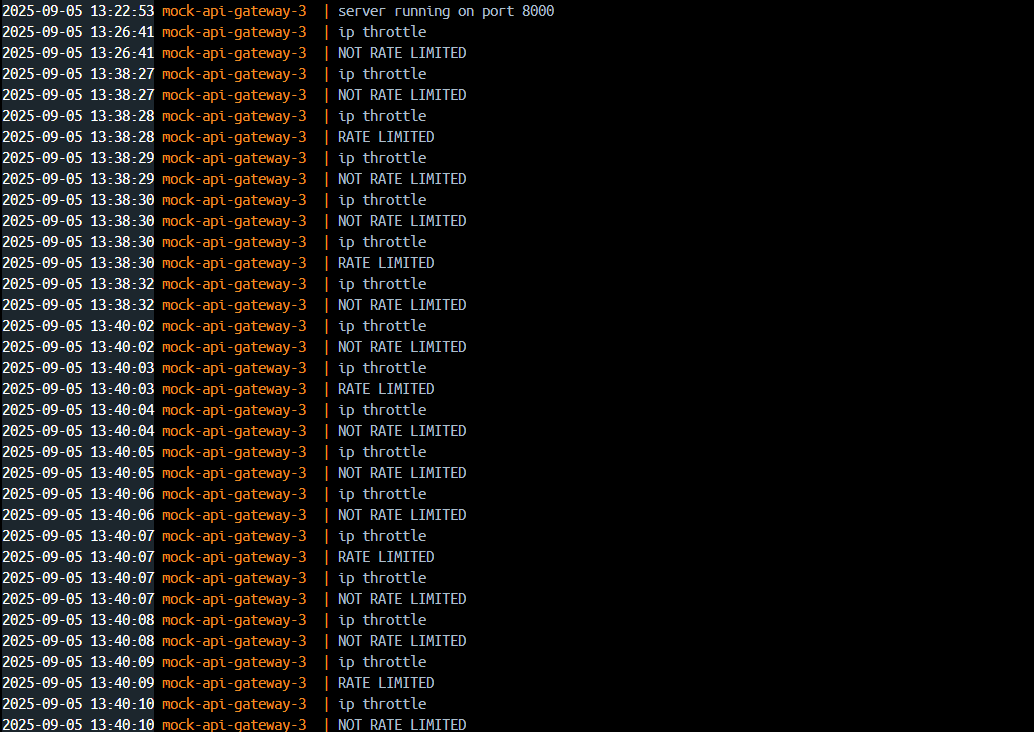 2025-09-05 13:22:53 mock-api-gateway-3 | server running on port 8000
2025-09-05 13:26:41 mock-api-gateway-3 | ip throttle
2025-09-05 13:26:41 mock-api-gateway-3 | NOT RATE LIMITED
2025-09-05 13:38:27 mock-api-gateway-3 | ip throttle
2025-09-05 13:38:27 mock-api-gateway-3 | NOT RATE LIMITED
2025-09-05 13:38:28 mock-api-gateway-3 | ip throttle
2025-09-05 13:38:28 mock-api-gateway-3 | RATE LIMITED
2025-09-05 13:38:29 mock-api-gateway-3 | ip throttle
2025-09-05 13:38:29 mock-api-gateway-3 | NOT RATE LIMITED
2025-09-05 13:38:30 mock-api-gateway-3 | ip throttle
2025-09-05 13:38:30 mock-api-gateway-3 | NOT RATE LIMITED
2025-09-05 13:38:30 mock-api-gateway-3 | ip throttle
2025-09-05 13:38:30 mock-api-gateway-3 | RATE LIMITED
2025-09-05 13:38:32 mock-api-gateway-3 | ip throttle
2025-09-05 13:38:32 mock-api-gateway-3 | NOT RATE LIMITED
2025-09-05 13:40:02 mock-api-gateway-3 | ip throttle
2025-09-05 13:40:02 mock-api-gateway-3 | NOT RATE LIMITED
2025-09-05 13:40:03 mock-api-gateway-3 | ip throttle
2025-09-05 13:40:03 mock-api-gateway-3 | RATE LIMITED
2025-09-05 13:40:04 mock-api-gateway-3 | ip throttle
2025-09-05 13:40:04 mock-api-gateway-3 | NOT RATE LIMITED
2025-09-05 13:40:05 mock-api-gateway-3 | ip throttle
2025-09-05 13:40:05 mock-api-gateway-3 | NOT RATE LIMITED
2025-09-05 13:40:06 mock-api-gateway-3 | ip throttle
2025-09-05 13:40:06 mock-api-gateway-3 | NOT RATE LIMITED
2025-09-05 13:40:07 mock-api-gateway-3 | ip throttle
2025-09-05 13:40:07 mock-api-gateway-3 | RATE LIMITED
2025-09-05 13:40:07 mock-api-gateway-3 | ip throttle
2025-09-05 13:40:07 mock-api-gateway-3 | NOT RATE LIMITED
2025-09-05 13:40:08 mock-api-gateway-3 | ip throttle
2025-09-05 13:40:08 mock-api-gateway-3 | NOT RATE LIMITED
2025-09-05 13:40:09 mock-api-gateway-3 | ip throttle
2025-09-05 13:40:09 mock-api-gateway-3 | RATE LIMITED
2025-09-05 13:40:10 mock-api-gateway-3 | ip throttle
2025-09-05 13:40:10 mock-api-gateway-3 | NOT RATE LIMITED